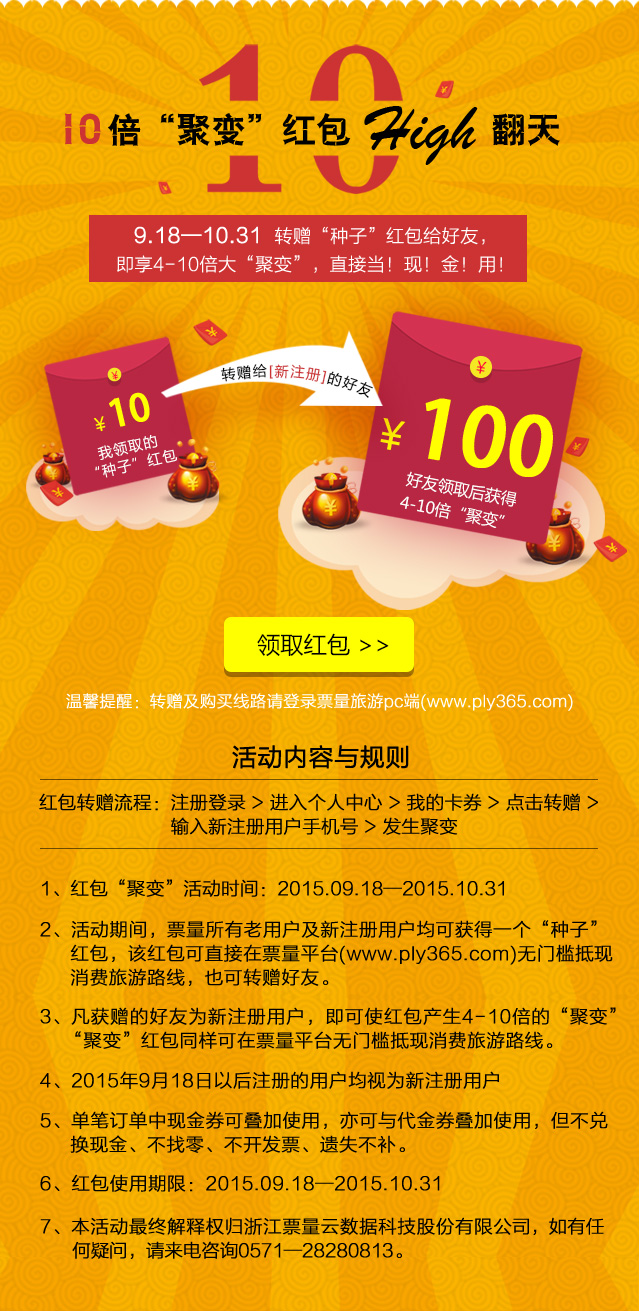 10
10倍“聚变”红包 High 翻天
9.18—10.31 转赠“种子”红包给好友，
即享4-10倍大“聚变”，直接当！现！金！用！
转赠给[新注册]的好友
¥10
我领取的
“种子”红包
¥100
好友领取后获得
4-10倍“聚变”
领取红包 >>
温馨提醒：转赠及购买线路请登录票量旅游pc端(www.ply365.com)
活动内容与规则
红包转赠流程：注册登录 > 进入个人中心 > 我的卡券 > 点击转赠 >
输入新注册用户手机号 > 发生聚变
1、红包“聚变”活动时间：2015.09.18—2015.10.31
2、活动期间，票量所有老用户及新注册用户均可获得一个“种子”
红包，该红包可直接在票量平台(www.ply365.com)无门槛抵现
消费旅游路线，也可转赠好友。
3、凡获赠的好友为新注册用户，即可使红包产生4-10倍的“聚变”
“聚变”红包同样可在票量平台无门槛抵现消费旅游路线。
4、2015年9月18日以后注册的用户均视为新注册用户
5、单笔订单中现金券可叠加使用，亦可与代金券叠加使用，但不兑
换现金、不找零、不开发票、遗失不补。
6、红包使用期限：2015.09.18—2015.10.31
7、本活动最终解释权归浙江票量云数据科技股份有限公司，如有任
何疑问，请来电咨询0571—28280813。